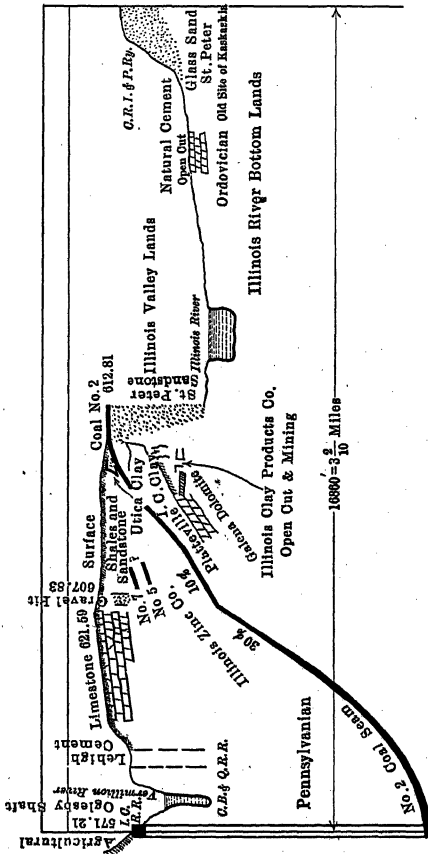 Agricultural
571.21
Oglesby Shaft
I.C.
R.R.
Vermillion River
C.B. & Q.R.R.
Lehigh
Cement
Limestone 621.59
Gravel Pit
607.83
Surface
Shales and
Sandstone
No. 7
No 5
Utica Clay
I. C. Clay
Platteville
Galena Dolomite
Illinois Zinc Co.
10%
30%
No. 2 Coal Seam
Pennsylvanian
Coal No. 2
612.81
St. Peter
Sandstone
Illinois Clay Products Co.
Open Cut & Mining
Illinois Valley Lands
Illinois River
Illinois River Bottom Lands
C.R.I. & P. Ry.
Natural Cement
Open Cut
Glass Sand
St. Peter
Ordovician Old Site of Kaskaskia
16860' = 3 2/10 Miles